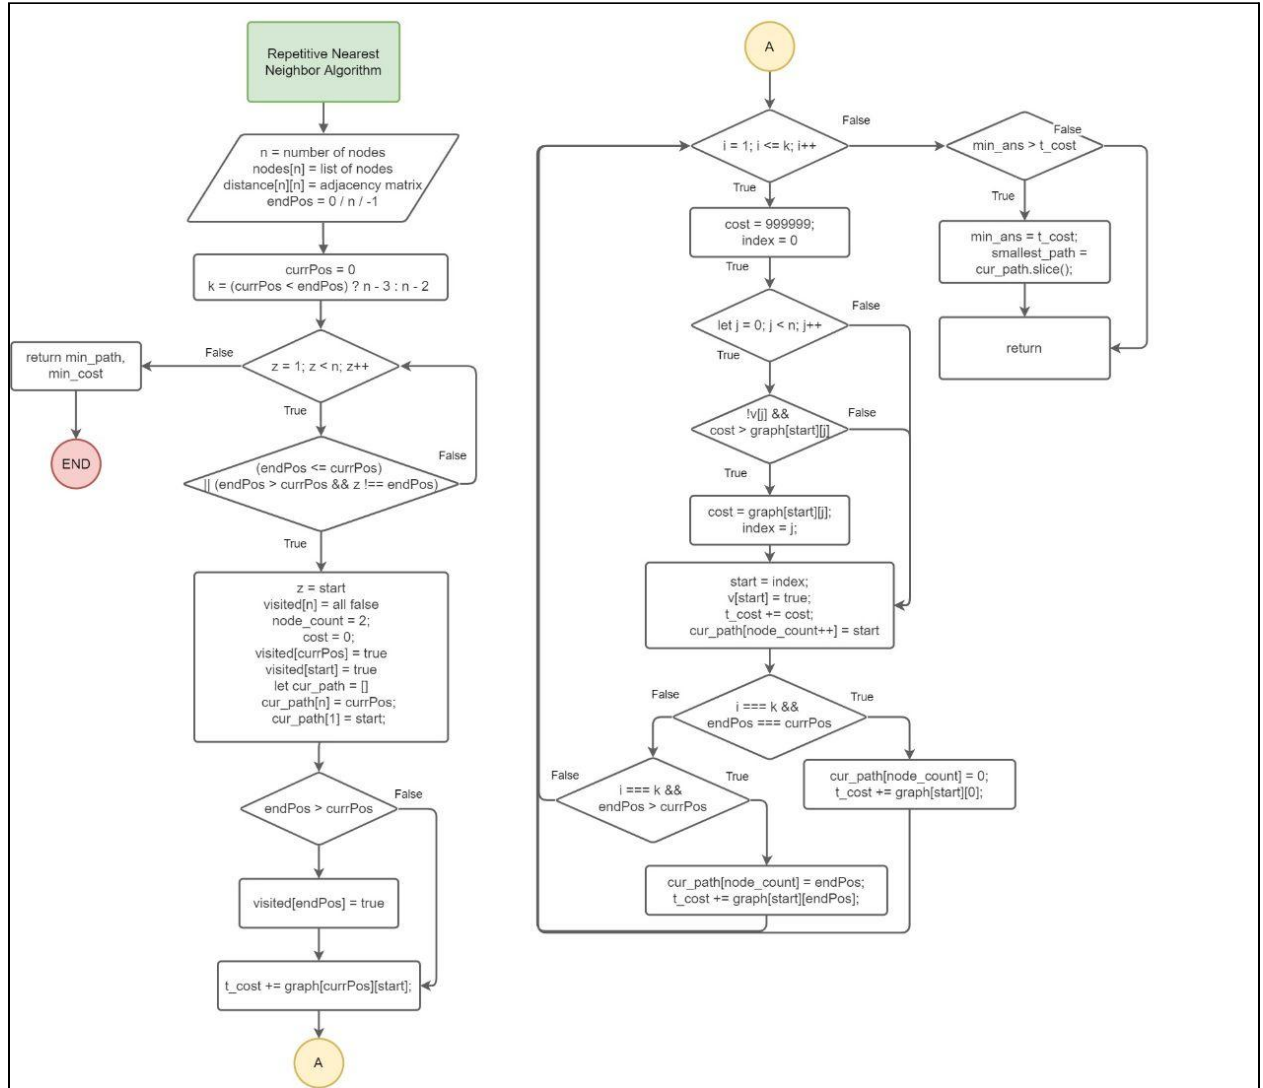 Repetitive Nearest
Neighbor Algorithm
n = number of nodes
nodes[n] = list of nodes
distance[n][n] = adjacency matrix
endPos = 0 / n / -1
currPos = 0
k = (currPos < endPos) ? n - 3 : n - 2
z = 1; z < n; z++
False
return min_path,
min_cost
END
True
(endPos <= currPos)
|| (endPos > currPos && z !== endPos)
False
True
z = start
visited[n] = all false
node_count = 2;
cost = 0;
visited[currPos] = true
visited[start] = true
let cur_path = []
cur_path[n] = currPos;
cur_path[1] = start;
endPos > currPos
False
visited[endPos] = true
t_cost += graph[currPos][start];
A
A
i = 1; i <= k; i++
False
min_ans > t_cost
False
True
min_ans = t_cost;
smallest_path =
cur_path.slice();
return
True
cost = 999999;
index = 0
True
let j = 0; j < n; j++
False
True
!v[j] &&
cost > graph[start][j]
False
True
cost = graph[start][j];
index = j;
start = index;
v[start] = true;
t_cost += cost;
cur_path[node_count++] = start
i === k &&
endPos === currPos
False
True
cur_path[node_count] = 0;
t_cost += graph[start][0];
i === k &&
endPos > currPos
False
True
cur_path[node_count] = endPos;
t_cost += graph[start][endPos];